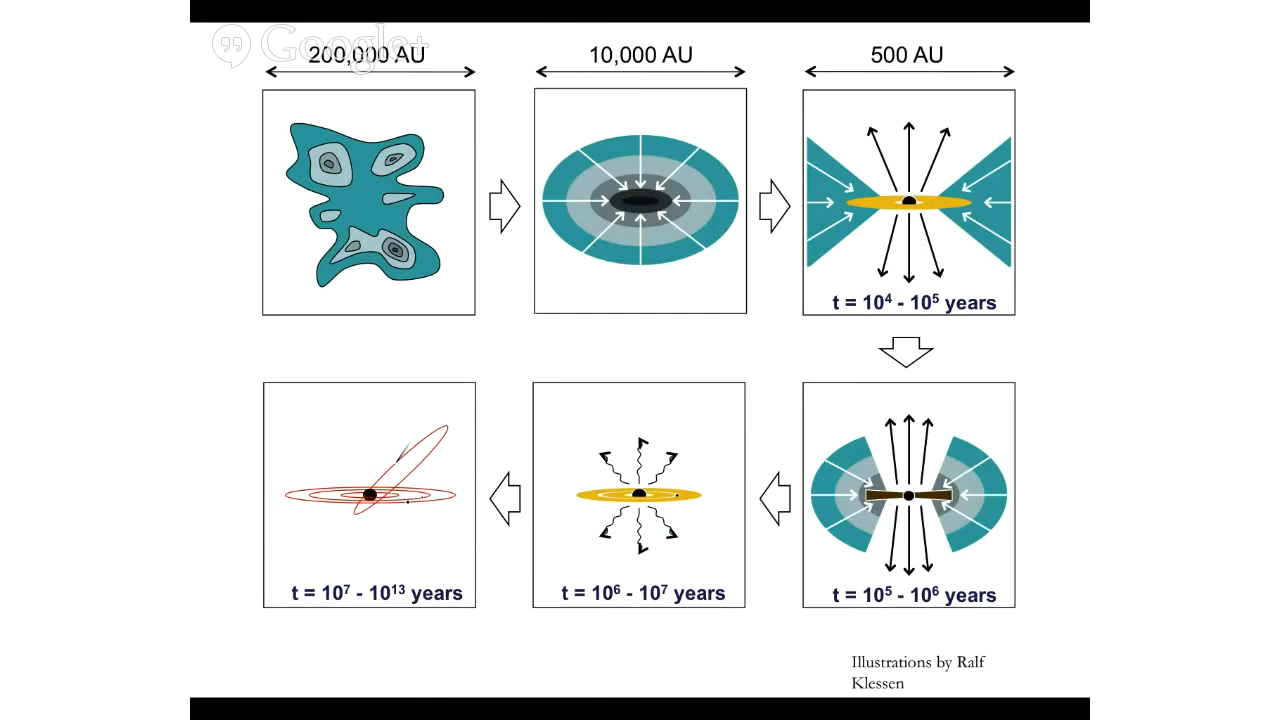 Google+
200,000 AU
10,000 AU
500 AU
t = 10⁴ - 10⁵ years
t = 10⁷ - 10¹³ years
t = 10⁶ - 10⁷ years
t = 10⁵ - 10⁶ years
Illustrations by Ralf
Klessen